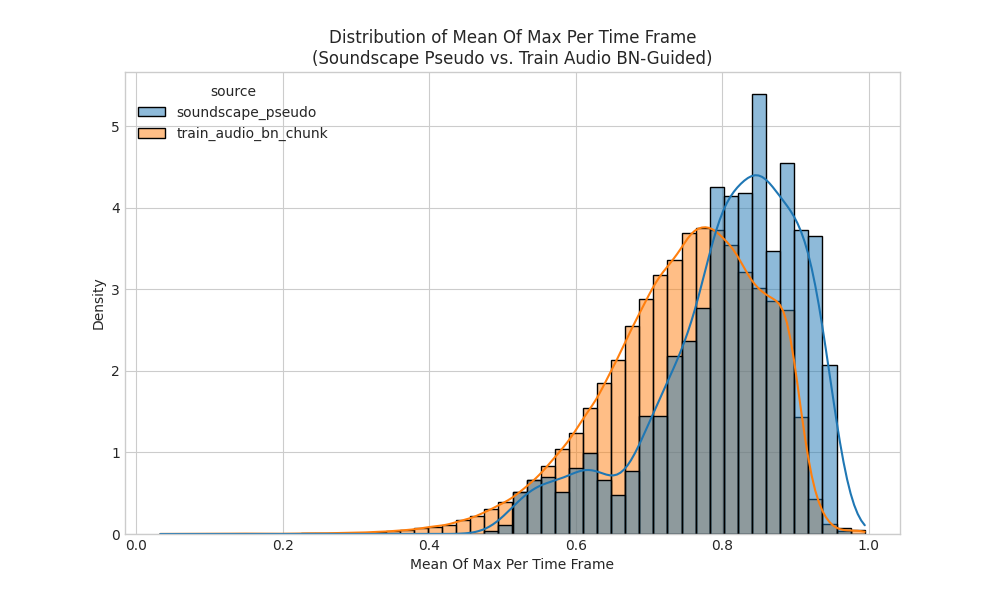 Distribution of Mean Of Max Per Time Frame
(Soundscape Pseudo vs. Train Audio BN-Guided)
source
soundscape_pseudo
train_audio_bn_chunk
Density
5
4
3
2
1
0
0.0 0.2 0.4 0.6 0.8 1.0
Mean Of Max Per Time Frame